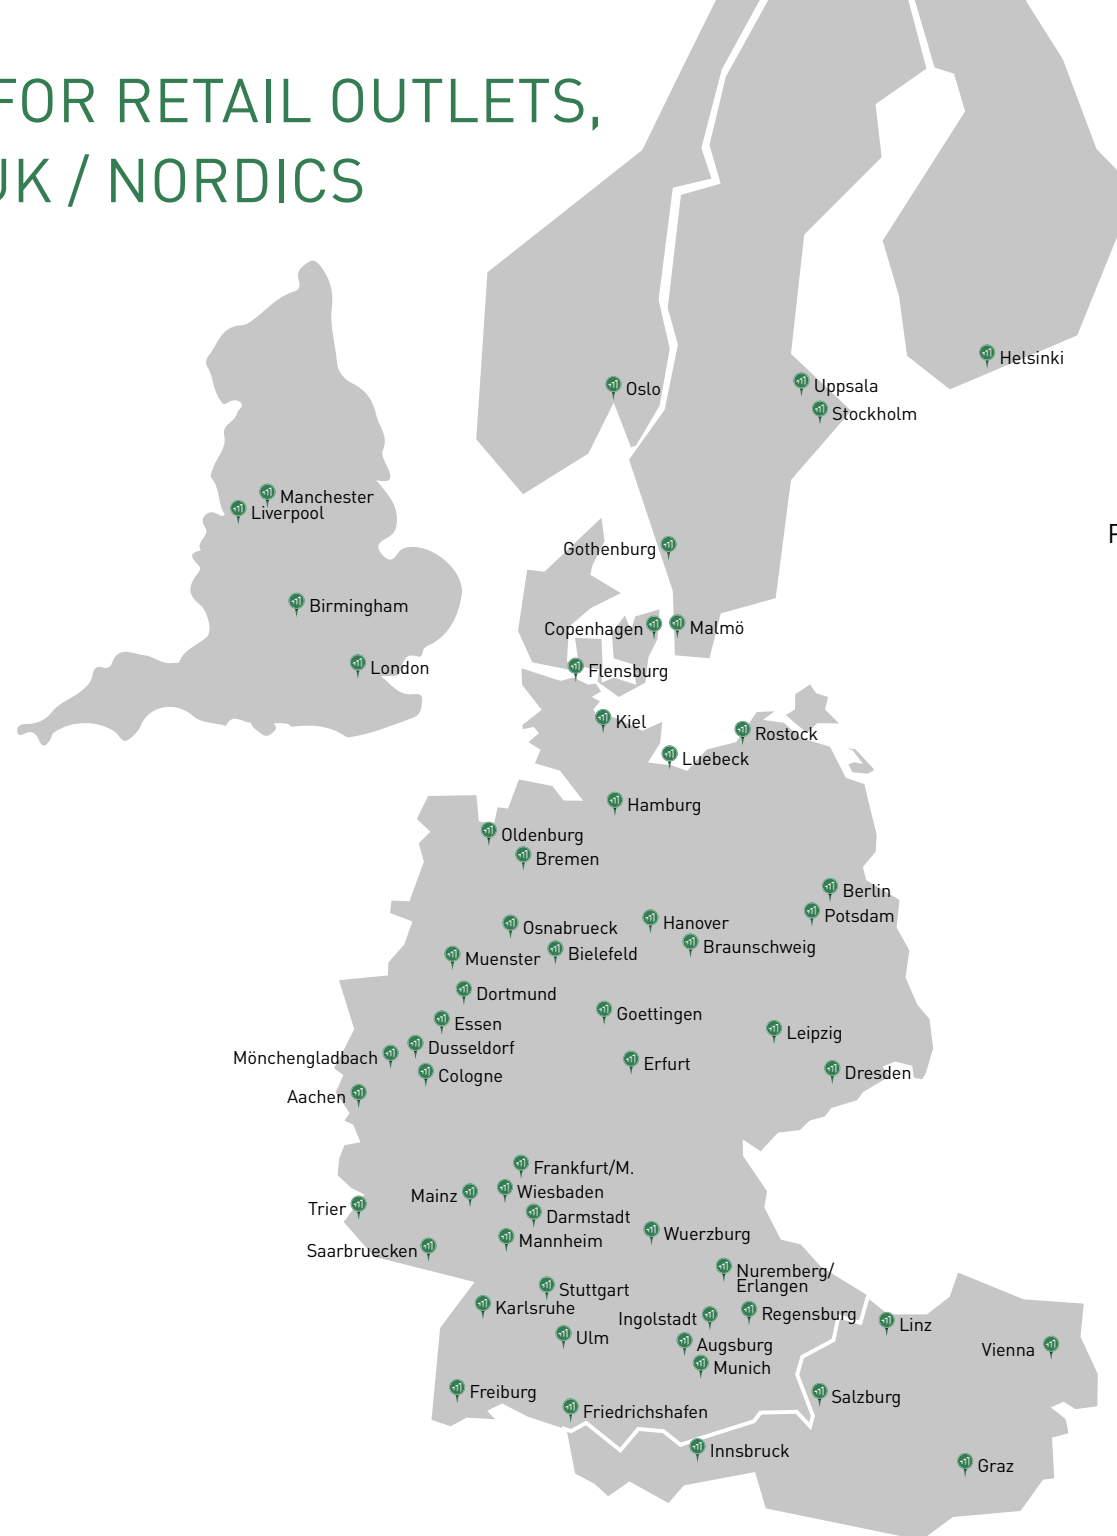 FOR RETAIL OUTLETS,
UK / NORDICS
Helsinki
Oslo
Uppsala
Stockholm
Manchester
Liverpool
Gothenburg
Birmingham
Copenhagen
Malmö
London
Flensburg
Kiel
Rostock
Luebeck
Hamburg
Oldenburg
Bremen
Berlin
Potsdam
Osnabrueck
Hanover
Braunschweig
Muenster
Bielefeld
Dortmund
Goettingen
Essen
Leipzig
Dusseldorf
Mönchengladbach
Erfurt
Dresden
Cologne
Aachen
Frankfurt/M.
Mainz
Wiesbaden
Trier
Darmstadt
Wuerzburg
Mannheim
Saarbruecken
Nuremberg/
Erlangen
Stuttgart
Karlsruhe
Ingolstadt
Regensburg
Linz
Ulm
Augsburg
Vienna
Munich
Freiburg
Salzburg
Friedrichshafen
Innsbruck
Graz